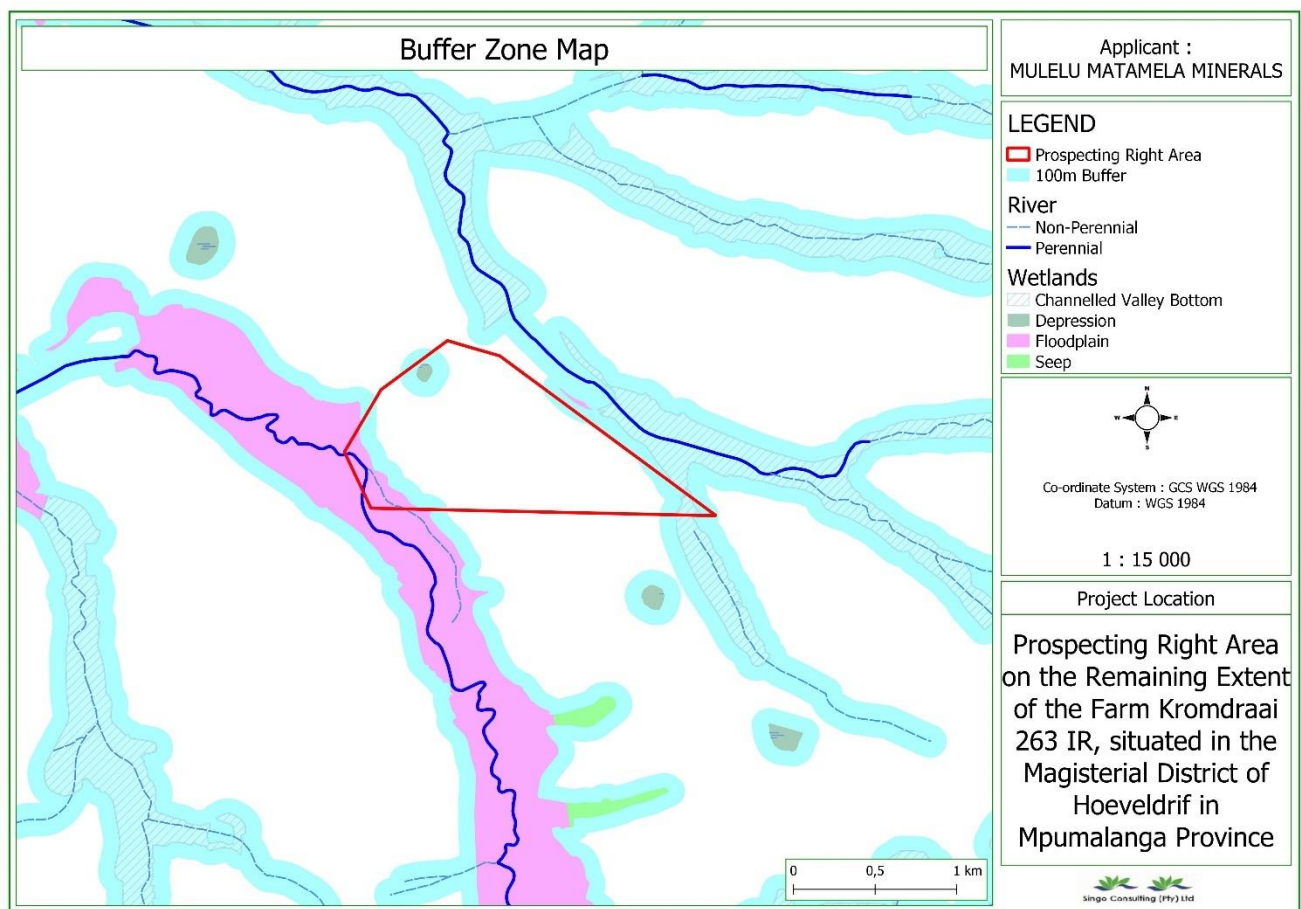 Buffer Zone Map
Applicant :
MULELU MATAMELA MINERALS
LEGEND
Prospecting Right Area
100m Buffer
River
Non-Perennial
Perennial
Wetlands
Channelled Valley Bottom
Depression
Floodplain
Seep
N
W E
S
Co-ordinate System : GCS WGS 1984
Datum : WGS 1984
1 : 15 000
Project Location
Prospecting Right Area
on the Remaining Extent
of the Farm Kromdraai
263 IR, situated in the
Magisterial District of
Hoeveldrif in
Mpumalanga Province
0 0,5 1 km
Singo Consulting (Pty) Ltd